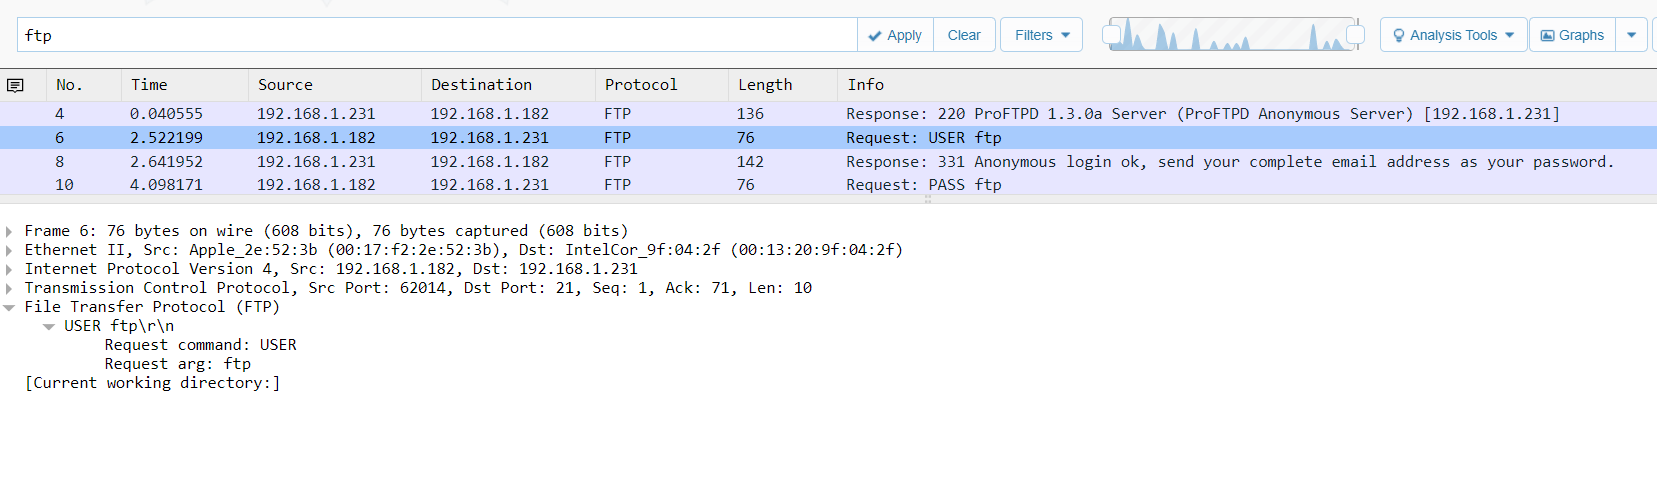 ftp Apply Clear Filters Analysis Tools Graphs
No. Time Source Destination Protocol Length Info
4 0.040555 192.168.1.231 192.168.1.182 FTP 136 Response: 220 ProFTPD 1.3.0a Server (ProFTPD Anonymous Server) [192.168.1.231]
6 2.522199 192.168.1.182 192.168.1.231 FTP 76 Request: USER ftp
8 2.641952 192.168.1.231 192.168.1.182 FTP 142 Response: 331 Anonymous login ok, send your complete email address as your password.
10 4.098171 192.168.1.182 192.168.1.231 FTP 76 Request: PASS ftp
Frame 6: 76 bytes on wire (608 bits), 76 bytes captured (608 bits)
Ethernet II, Src: Apple_2e:52:3b (00:17:f2:2e:52:3b), Dst: IntelCor_9f:04:2f (00:13:20:9f:04:2f)
Internet Protocol Version 4, Src: 192.168.1.182, Dst: 192.168.1.231
Transmission Control Protocol, Src Port: 62014, Dst Port: 21, Seq: 1, Ack: 71, Len: 10
File Transfer Protocol (FTP)
USER ftp\r\n
Request command: USER
Request arg: ftp
[Current working directory:]